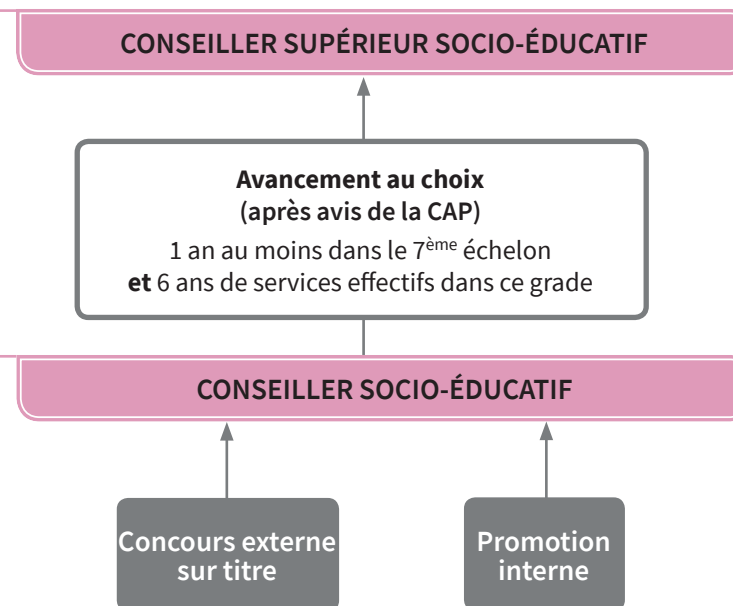 CONSEILLER SUPÉRIEUR SOCIO-ÉDUCATIF
Avancement au choix
(après avis de la CAP)
1 an au moins dans le 7ème échelon
et 6 ans de services effectifs dans ce grade
CONSEILLER SOCIO-ÉDUCATIF
Concours externe
sur titre
Promotion
interne